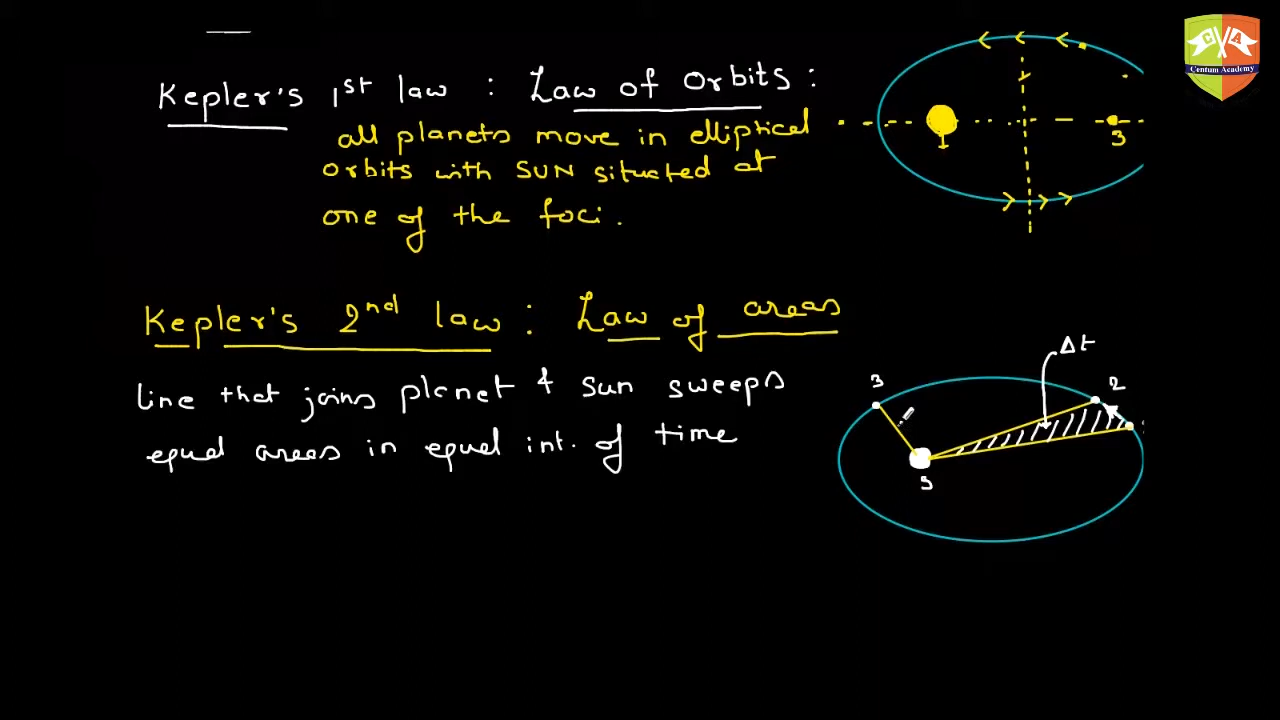 Kepler's 1st law : Law of Orbits :
all planets move in elliptical
orbits with SUN situated at
one of the foci.
1
3
Kepler's 2nd law : Law of areas
line that joins planet & sun sweeps
equal areas in equal int. of time
Δt
3
2
S
C A
Centum Academy